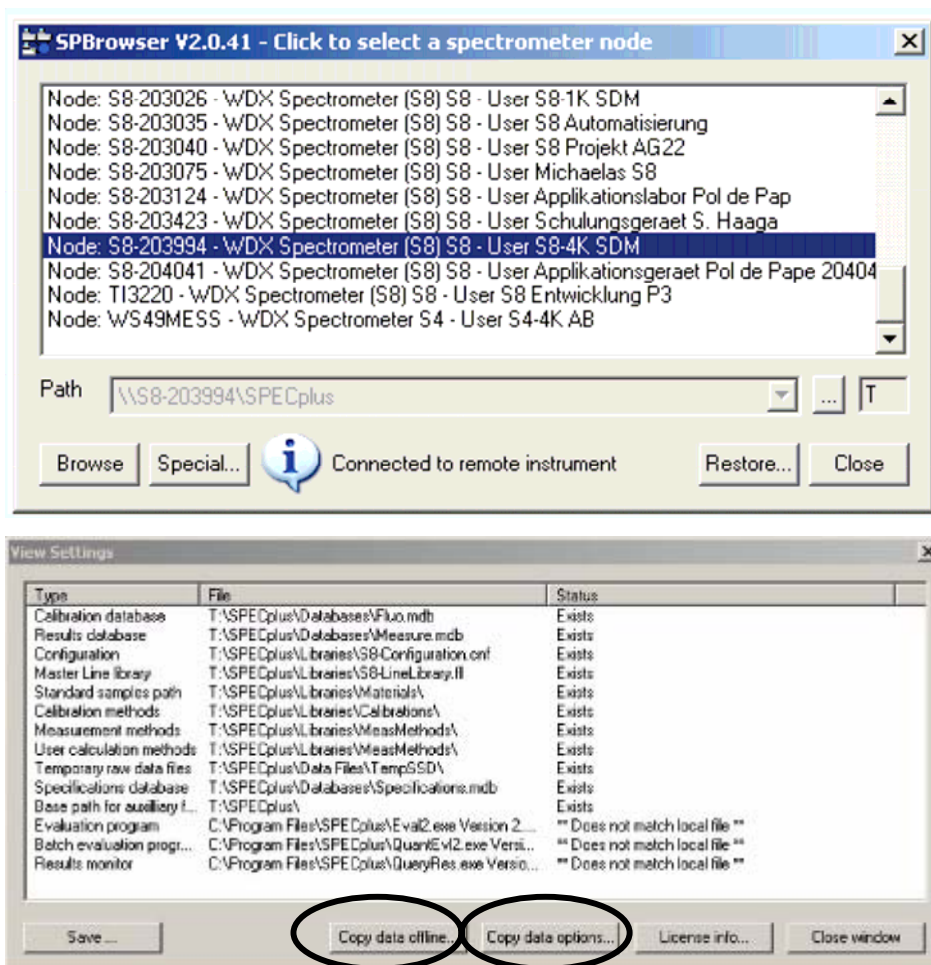 SPBrowser V2.0.41 - Click to select a spectrometer node
Node: S8-203026 - WDX Spectrometer (S8) S8 - User S8-1K SDM
Node: S8-203035 - WDX Spectrometer (S8) S8 - User S8 Automatisierung
Node: S8-203040 - WDX Spectrometer (S8) S8 - User S8 Projekt AG22
Node: S8-203075 - WDX Spectrometer (S8) S8 - User Michaelas S8
Node: S8-203124 - WDX Spectrometer (S8) S8 - User Applikationslabor Pol de Pap
Node: S8-203423 - WDX Spectrometer (S8) S8 - User Schulungsgeraet S. Haaga
Node: S8-203994 - WDX Spectrometer (S8) S8 - User S8-4K SDM
Node: S8-204041 - WDX Spectrometer (S8) S8 - User Applikationsgeraet Pol de Pape 20404
Node: TI3220 - WDX Spectrometer (S8) S8 - User S8 Entwicklung P3
Node: WS49MESS - WDX Spectrometer S4 - User S4-4K AB
Path \\S8-203994\SPECplus ... T
Browse Special... Connected to remote instrument Restore... Close
View Settings
Type File Status
Calibration database T:\SPECplus\Databases\Fluo.mdb Exists
Results database T:\SPECplus\Databases\Measure.mdb Exists
Configuration T:\SPECplus\Libraries\S8-Configuration.cnf Exists
Master Line library T:\SPECplus\Libraries\S8-LineLibrary.fl Exists
Standard samples path T:\SPECplus\Libraries\Materials\ Exists
Calibration methods T:\SPECplus\Libraries\Calibrations\ Exists
Measurement methods T:\SPECplus\Libraries\MeasMethods\ Exists
User calculation methods T:\SPECplus\Libraries\MeasMethods\ Exists
Temporary raw data files T:\SPECplus\Data Files\TempSSD\ Exists
Specifications database T:\SPECplus\Databases\Specifications.mdb Exists
Base path for auxiliary f... T:\SPECplus\ Exists
Evaluation program C:\Program Files\SPECplus\Eval2.exe Version 2.... ** Does not match local file **
Batch evaluation progr... C:\Program Files\SPECplus\QuantEvl2.exe Versi... ** Does not match local file **
Results monitor C:\Program Files\SPECplus\QueryRes.exe Versio... ** Does not match local file **
Save ... Copy data offline... Copy data options... License info... Close window